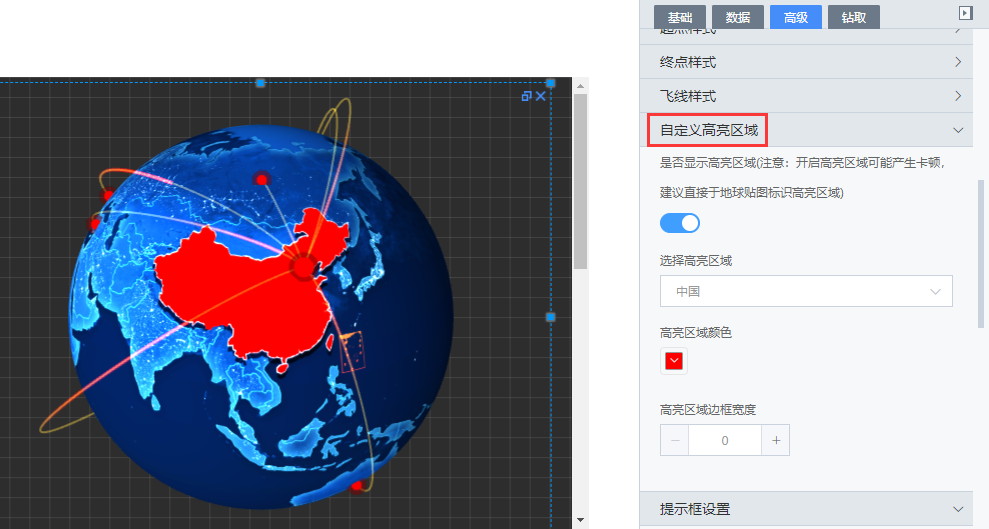 基础 数据 高级 钻取
起点样式
终点样式
飞线样式
自定义高亮区域
是否显示高亮区域(注意：开启高亮区域可能产生卡顿,
建议直接于地球贴图标识高亮区域)
选择高亮区域
中国
高亮区域颜色
高亮区域边框宽度
− 0 +
提示框设置